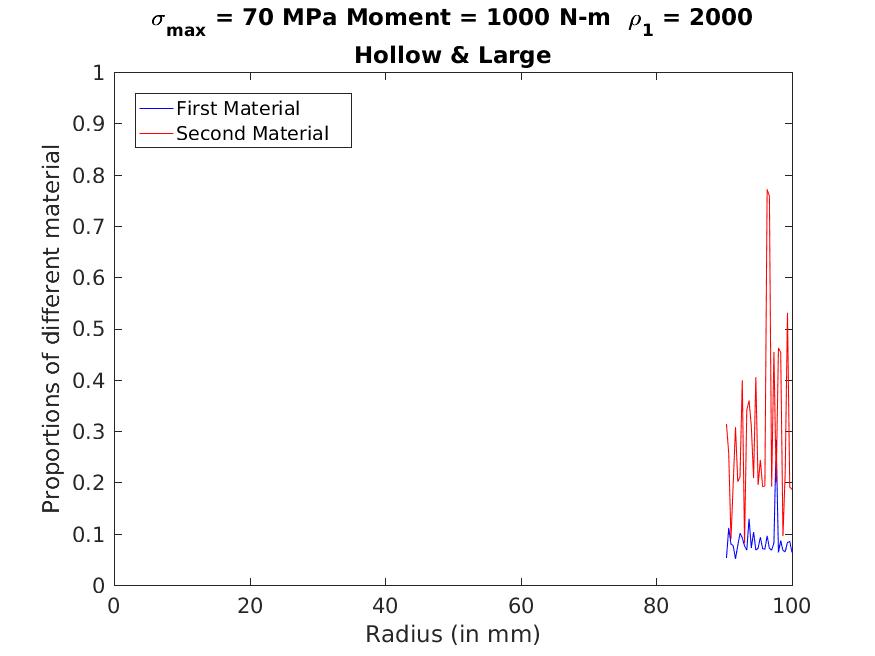 σmax = 70 MPa Moment = 1000 N-m ρ1 = 2000
Hollow & Large
First Material
Second Material
Proportions of different material
1
0.9
0.8
0.7
0.6
0.5
0.4
0.3
0.2
0.1
0
0 20 40 60 80 100
Radius (in mm)